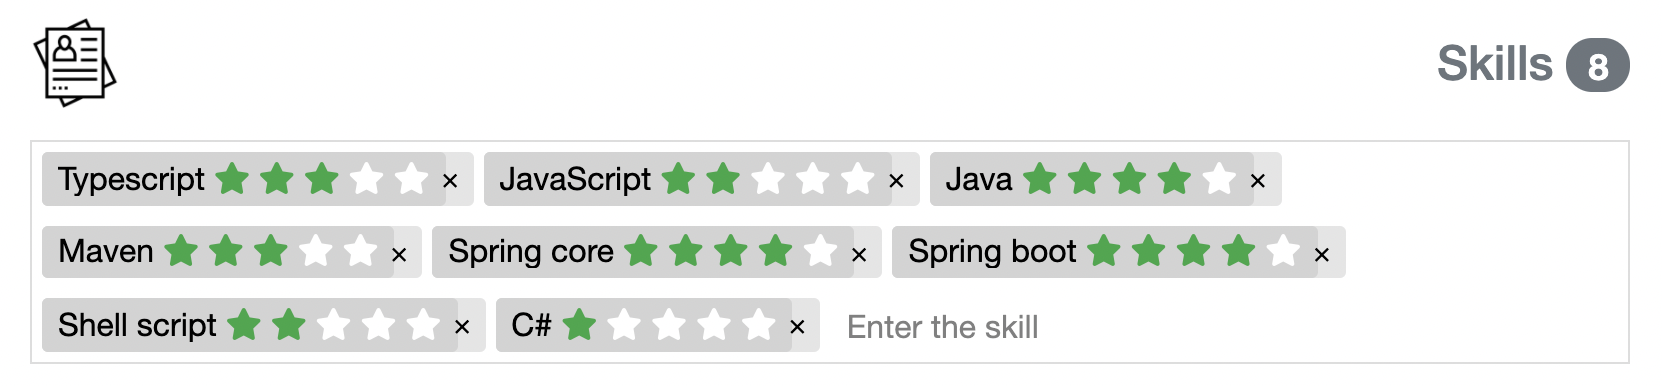 Skills 8
Typescript × JavaScript × Java ×
Maven × Spring core × Spring boot ×
Shell script × C# × Enter the skill